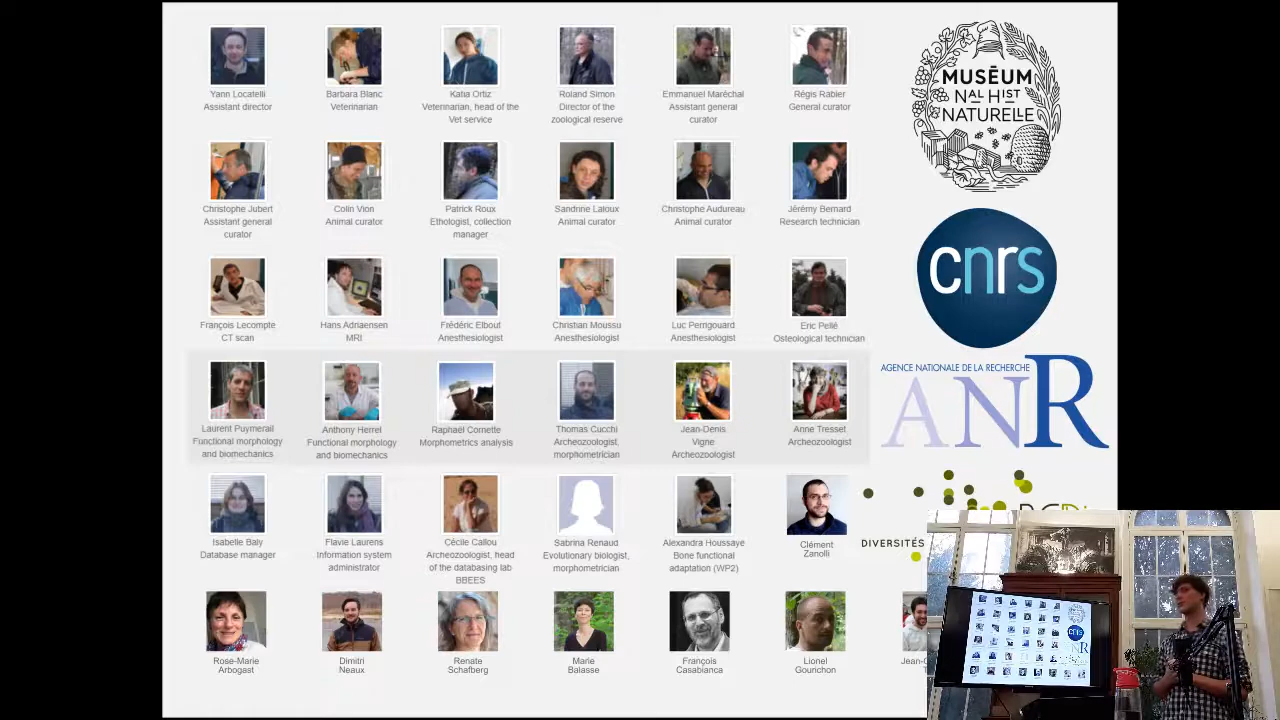 Yann Locatelli
Assistant director
Barbara Blanc
Veterinarian
Katia Ortiz
Veterinarian, head of the
Vet service
Roland Simon
Director of the
zoological reserve
Emmanuel Maréchal
Assistant general
curator
Régis Rabier
General curator
MUSĒUM
NAL HIST
NATURELLE
Christophe Jubert
Assistant general
curator
Colin Vion
Animal curator
Patrick Roux
Ethologist, collection
manager
Sandrine Laloux
Animal curator
Christophe Audureau
Animal curator
Jérémy Bernard
Research technician
cnrs
François Lecompte
CT scan
Hans Adriaensen
MRI
Frédéric Elbout
Anesthesiologist
Christian Moussu
Anesthesiologist
Luc Perrigouard
Anesthesiologist
Eric Pellé
Osteological technician
AGENCE NATIONALE DE LA RECHERCHE
ANR
Laurent Puymerail
Functional morphology
and biomechanics
Anthony Herrel
Functional morphology
and biomechanics
Raphaël Cornette
Morphometrics analysis
Thomas Cucchi
Archeozoologist,
morphometrician
Jean-Denis
Vigne
Archeozoologist
Anne Tresset
Archeozoologist
Isabelle Baly
Database manager
Flavie Laurens
Information system
administrator
Cécile Callou
Archeozoologist, head
of the databasing lab
BBEES
Sabrina Renaud
Evolutionary biologist,
morphometrician
Alexandra Houssaye
Bone functional
adaptation (WP2)
Clément
Zanolli
DIVERSITÉS
Rose-Marie
Arbogast
Dimitri
Neaux
Renate
Schafberg
Marie
Balasse
François
Casabianca
Lionel
Gourichon